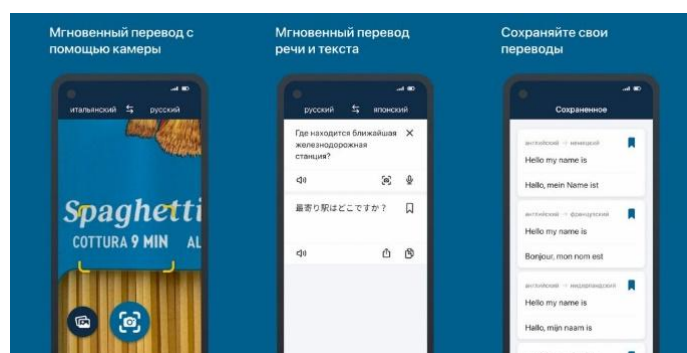 Мгновенный перевод с
помощью камеры
итальянский русский
Spaghetti
COTTURA 9 MIN AL
Мгновенный перевод
речи и текста
русский японский
Где находится ближайшая
железнодорожная
станция?
最寄り駅はどこですか？
Сохраняйте свои
переводы
Сохраненное
английский → немецкий
Hello my name is
Hallo, mein Name ist
английский → французский
Hello my name is
Bonjour, mon nom est
английский → нидерландский
Hello my name is
Hallo, mijn naam is